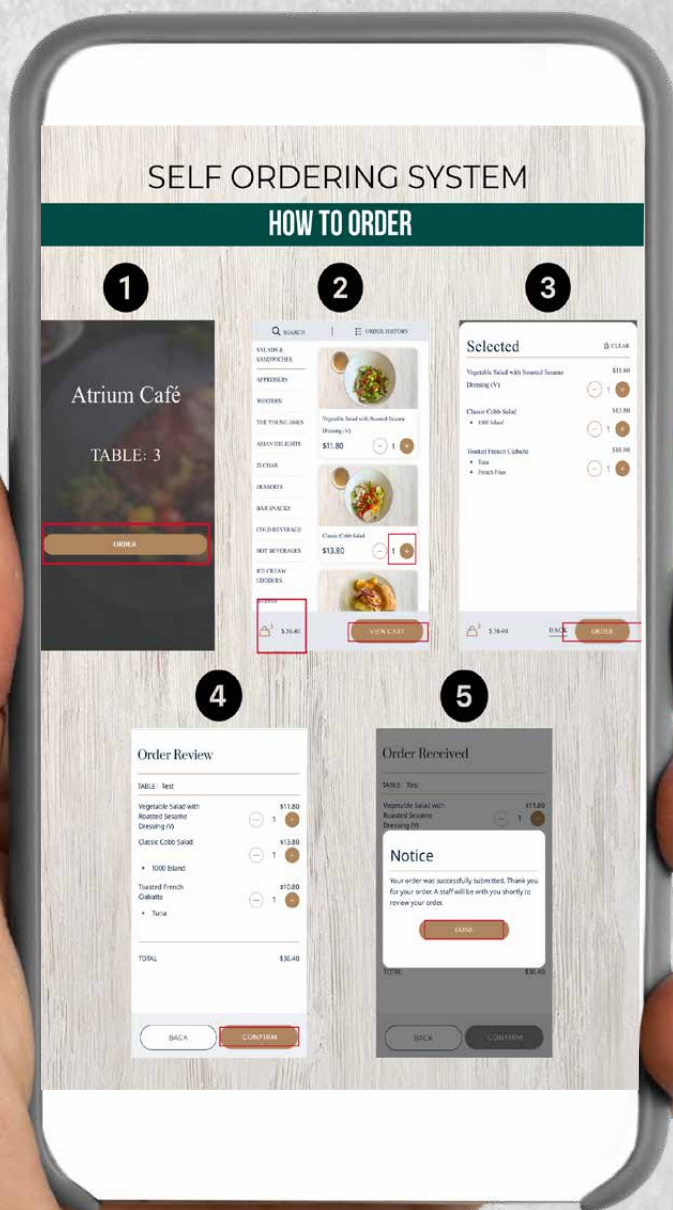 SELF ORDERING SYSTEM
HOW TO ORDER
1
Atrium Café
TABLE: 3
ORDER
2
SEARCH
ORDER HISTORY
SALADS &
SANDWICHES
APPETISERS
WESTERN
THE YOUNG ONES
ASIAN DELIGHTS
ZI CHAR
DESSERTS
BAR SNACKS
COLD BEVERAGE
HOT BEVERAGES
ICE CREAM
Vegetable Salad with Roasted Sesame
Dressing (V)
$11.80
1
Classic Cobb Salad
$13.80
1
3
$36.40
VIEW CART
3
Selected
CLEAR
Vegetable Salad with Roasted Sesame
Dressing (V)
$11.80
1
Classic Cobb Salad
$13.80
1000 Island
1
Toasted French Ciabatta
$10.80
Tuna
French Fries
1
3
$36.40
BACK
ORDER
4
Order Review
TABLE: Test
Vegetable Salad with
Roasted Sesame
Dressing (V)
$11.80
1
Classic Cobb Salad
$13.80
1
1000 Island
Toasted French
Ciabatta
$10.80
1
Tuna
TOTAL
$36.40
BACK
CONFIRM
5
Order Received
TABLE: Test
Vegetable Salad with
Roasted Sesame
Dressing (V)
$11.80
1
Notice
Your order was successfully submitted. Thank you
for your order. A staff will be with you shortly to
review your order.
DONE
TOTAL
$36.40
BACK
CONFIRM